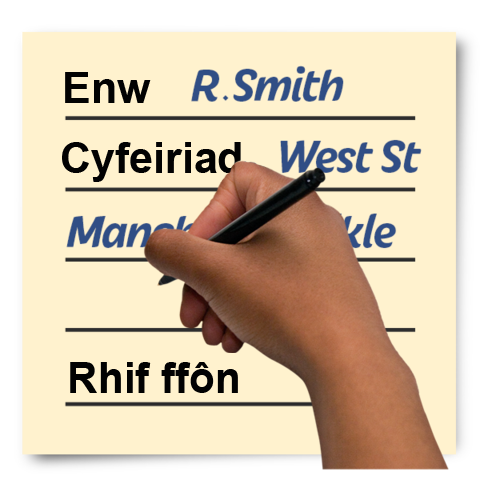 Enw R.Smith
Cyfeiriad West St
Rhif ffôn